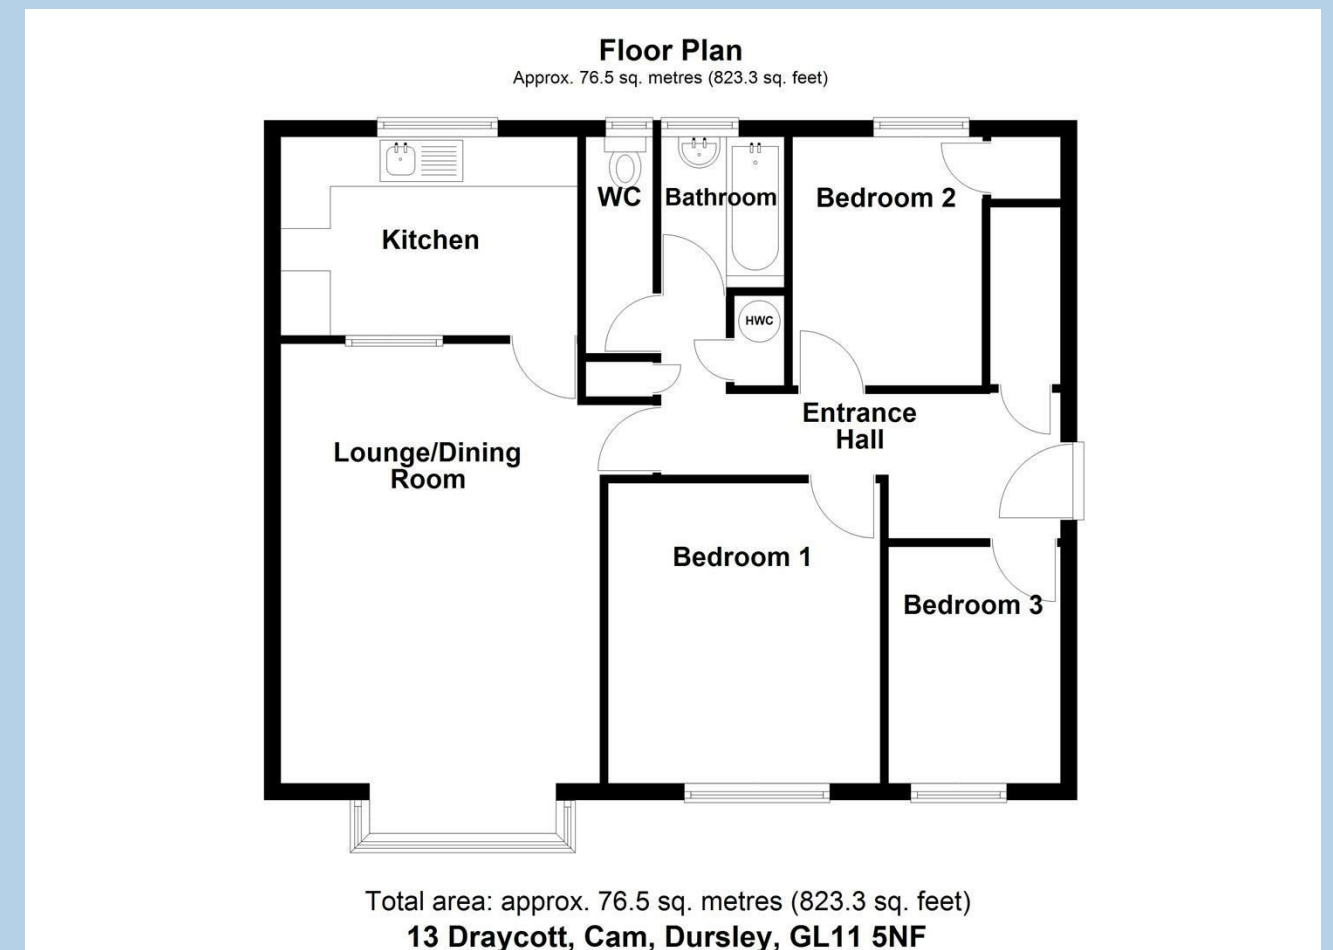 Floor Plan
Approx. 76.5 sq. metres (823.3 sq. feet)
WC
Bathroom
Bedroom 2
Kitchen
HWC
Entrance
Hall
Lounge/Dining
Room
Bedroom 1
Bedroom 3
Total area: approx. 76.5 sq. metres (823.3 sq. feet)
13 Draycott, Cam, Dursley, GL11 5NF